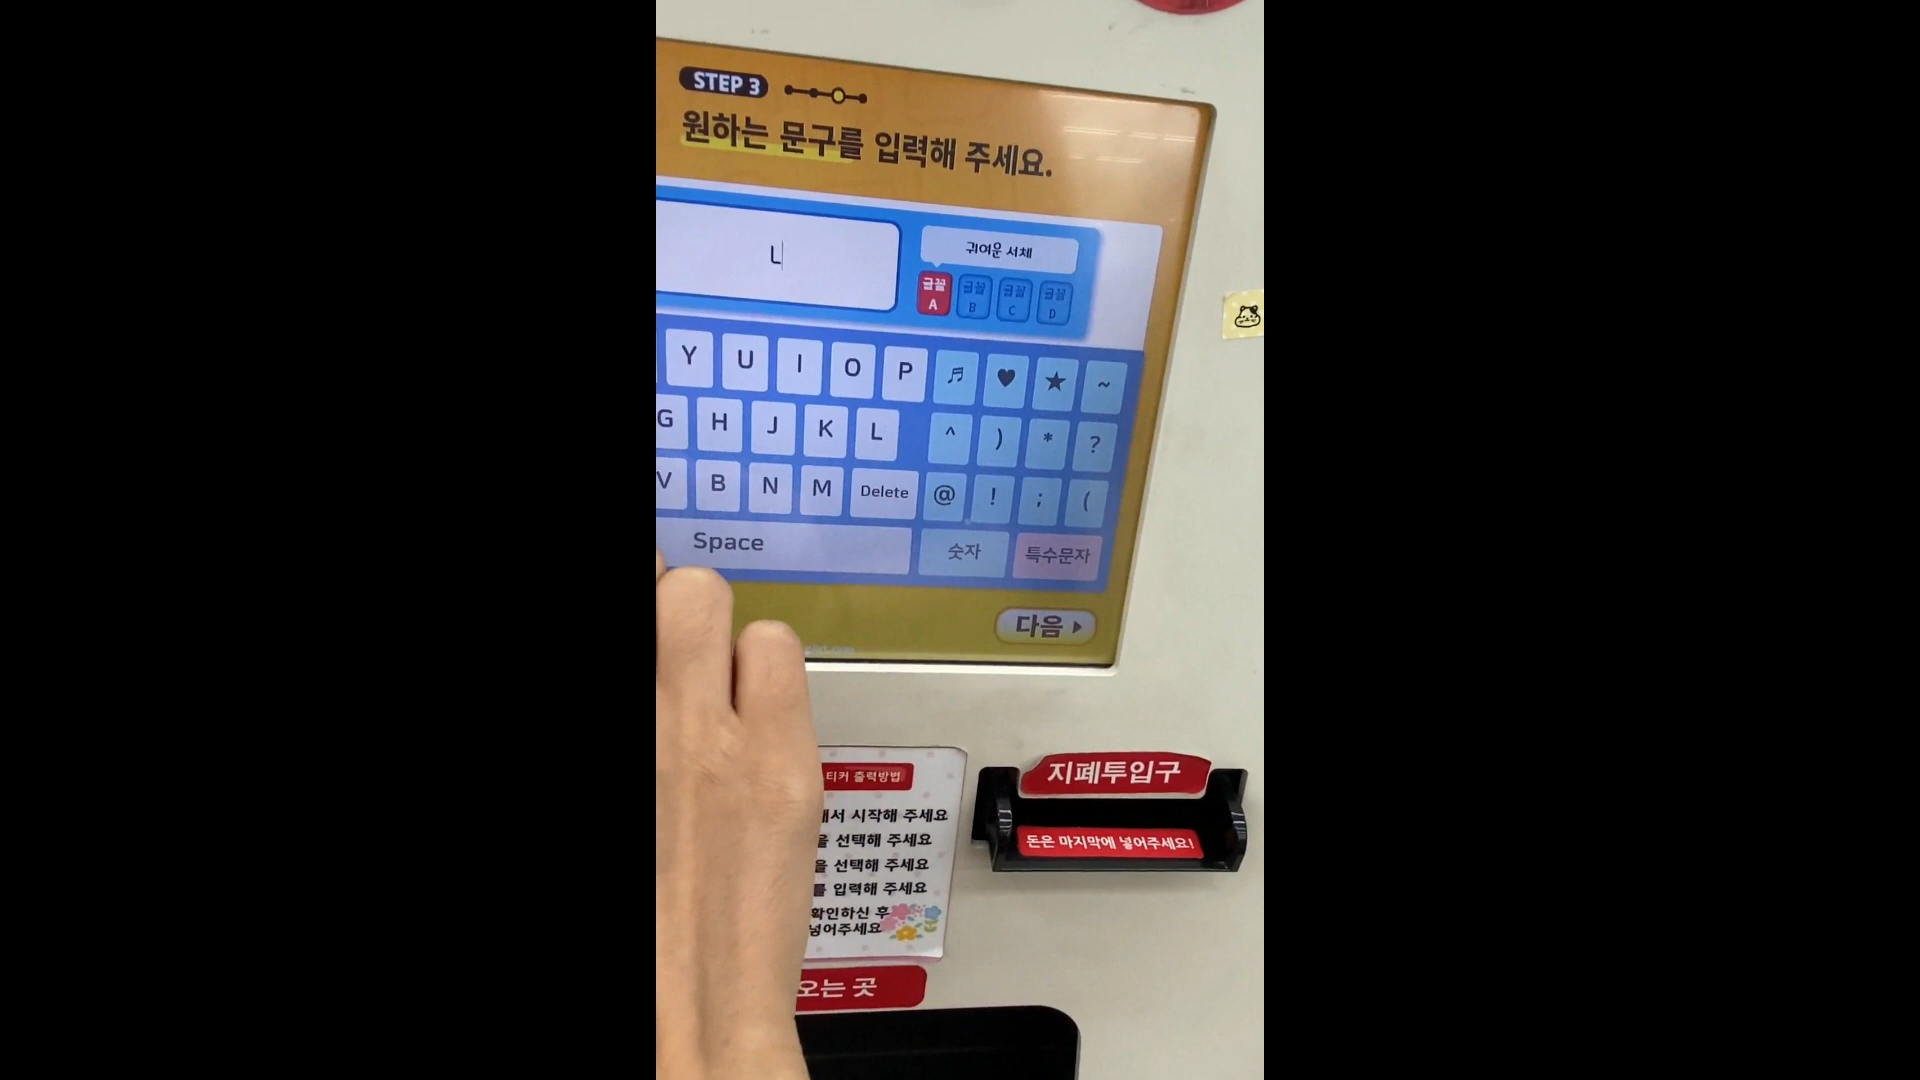 STEP 3
원하는 문구를 입력해 주세요.
L
귀여운 서체
글꼴 A
글꼴 B
글꼴 C
글꼴 D
Y U I O P ♬ ♥ ★ ~
G H J K L ^ ) * ?
V B N M Delete @ ! ; (
Space 숫자 특수문자
다음
티커 출력방법
해서 시작해 주세요
을 선택해 주세요
을 선택해 주세요
를 입력해 주세요
확인하신 후
넣어주세요
지폐투입구
돈은 마지막에 넣어주세요!
오는 곳